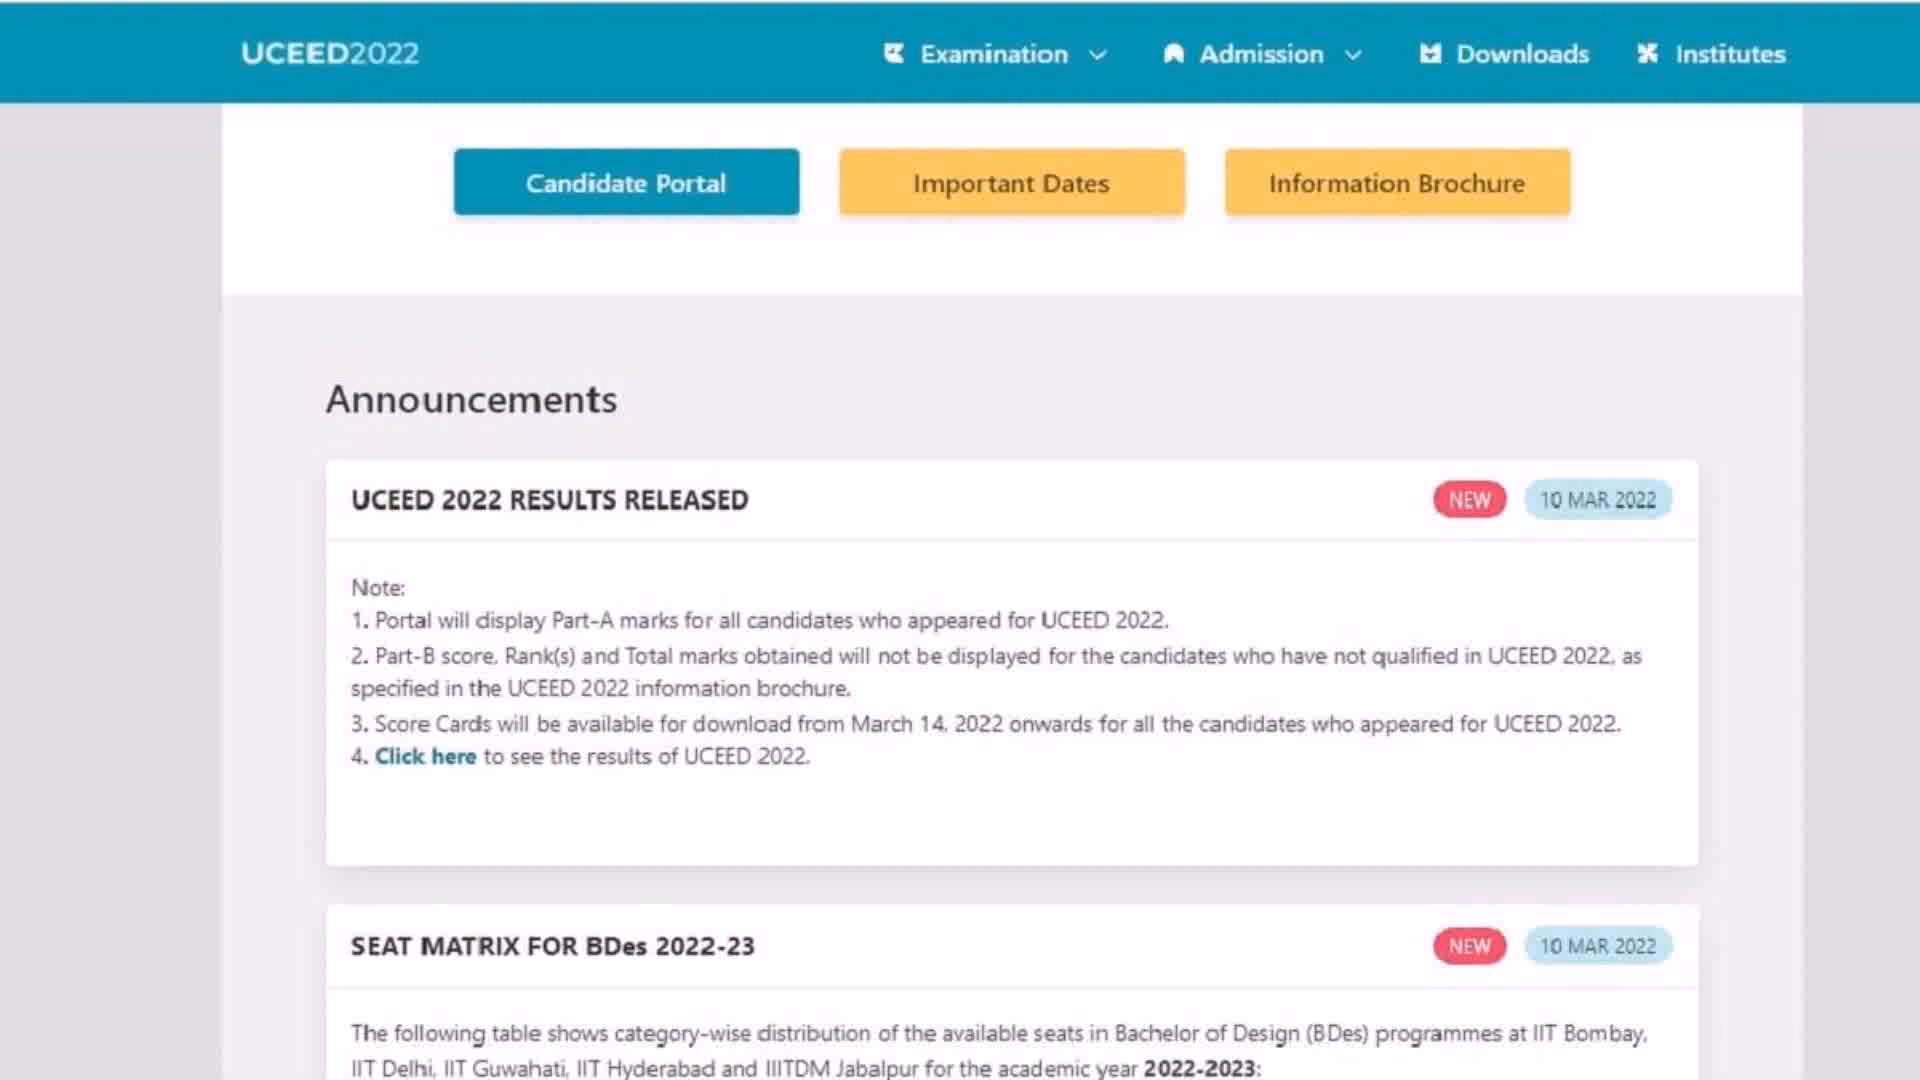 UCEED2022
Examination
Admission
Downloads
Institutes
Candidate Portal
Important Dates
Information Brochure
Announcements
UCEED 2022 RESULTS RELEASED
NEW
10 MAR 2022
Note:
1. Portal will display Part-A marks for all candidates who appeared for UCEED 2022.
2. Part-B score, Rank(s) and Total marks obtained will not be displayed for the candidates who have not qualified in UCEED 2022, as
specified in the UCEED 2022 information brochure.
3. Score Cards will be available for download from March 14, 2022 onwards for all the candidates who appeared for UCEED 2022.
4. Click here to see the results of UCEED 2022.
SEAT MATRIX FOR BDes 2022-23
NEW
10 MAR 2022
The following table shows category-wise distribution of the available seats in Bachelor of Design (BDes) programmes at IIT Bombay,
IIT Delhi, IIT Guwahati, IIT Hyderabad and IIITDM Jabalpur for the academic year 2022-2023: